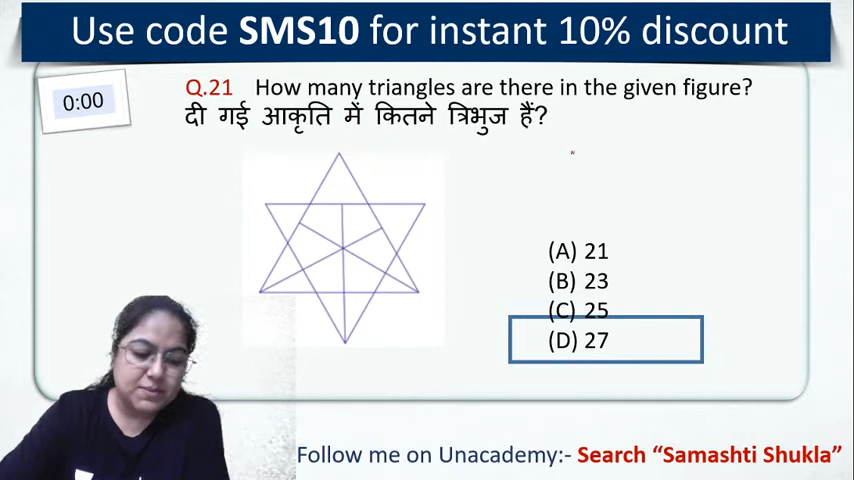 Use code SMS10 for instant 10% discount
0:00
Q.21 How many triangles are there in the given figure?
दी गई आकृति में कितने त्रिभुज हैं?
(A) 21
(B) 23
(C) 25
(D) 27
Follow me on Unacademy:- Search “Samashti Shukla”